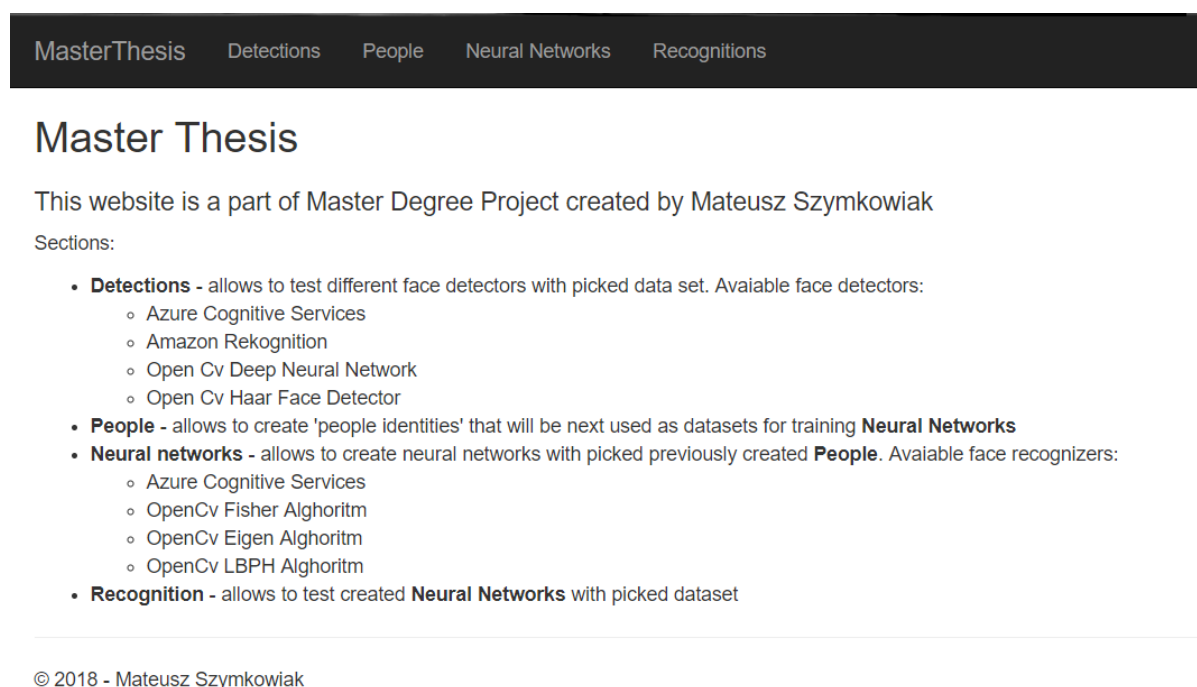 MasterThesis Detections People Neural Networks Recognitions
Master Thesis
This website is a part of Master Degree Project created by Mateusz Szymkowiak
Sections:
Detections - allows to test different face detectors with picked data set. Avaiable face detectors:
Azure Cognitive Services
Amazon Rekognition
Open Cv Deep Neural Network
Open Cv Haar Face Detector
People - allows to create 'people identities' that will be next used as datasets for training Neural Networks
Neural networks - allows to create neural networks with picked previously created People. Avaiable face recognizers:
Azure Cognitive Services
OpenCv Fisher Alghoritm
OpenCv Eigen Alghoritm
OpenCv LBPH Alghoritm
Recognition - allows to test created Neural Networks with picked dataset
© 2018 - Mateusz Szymkowiak